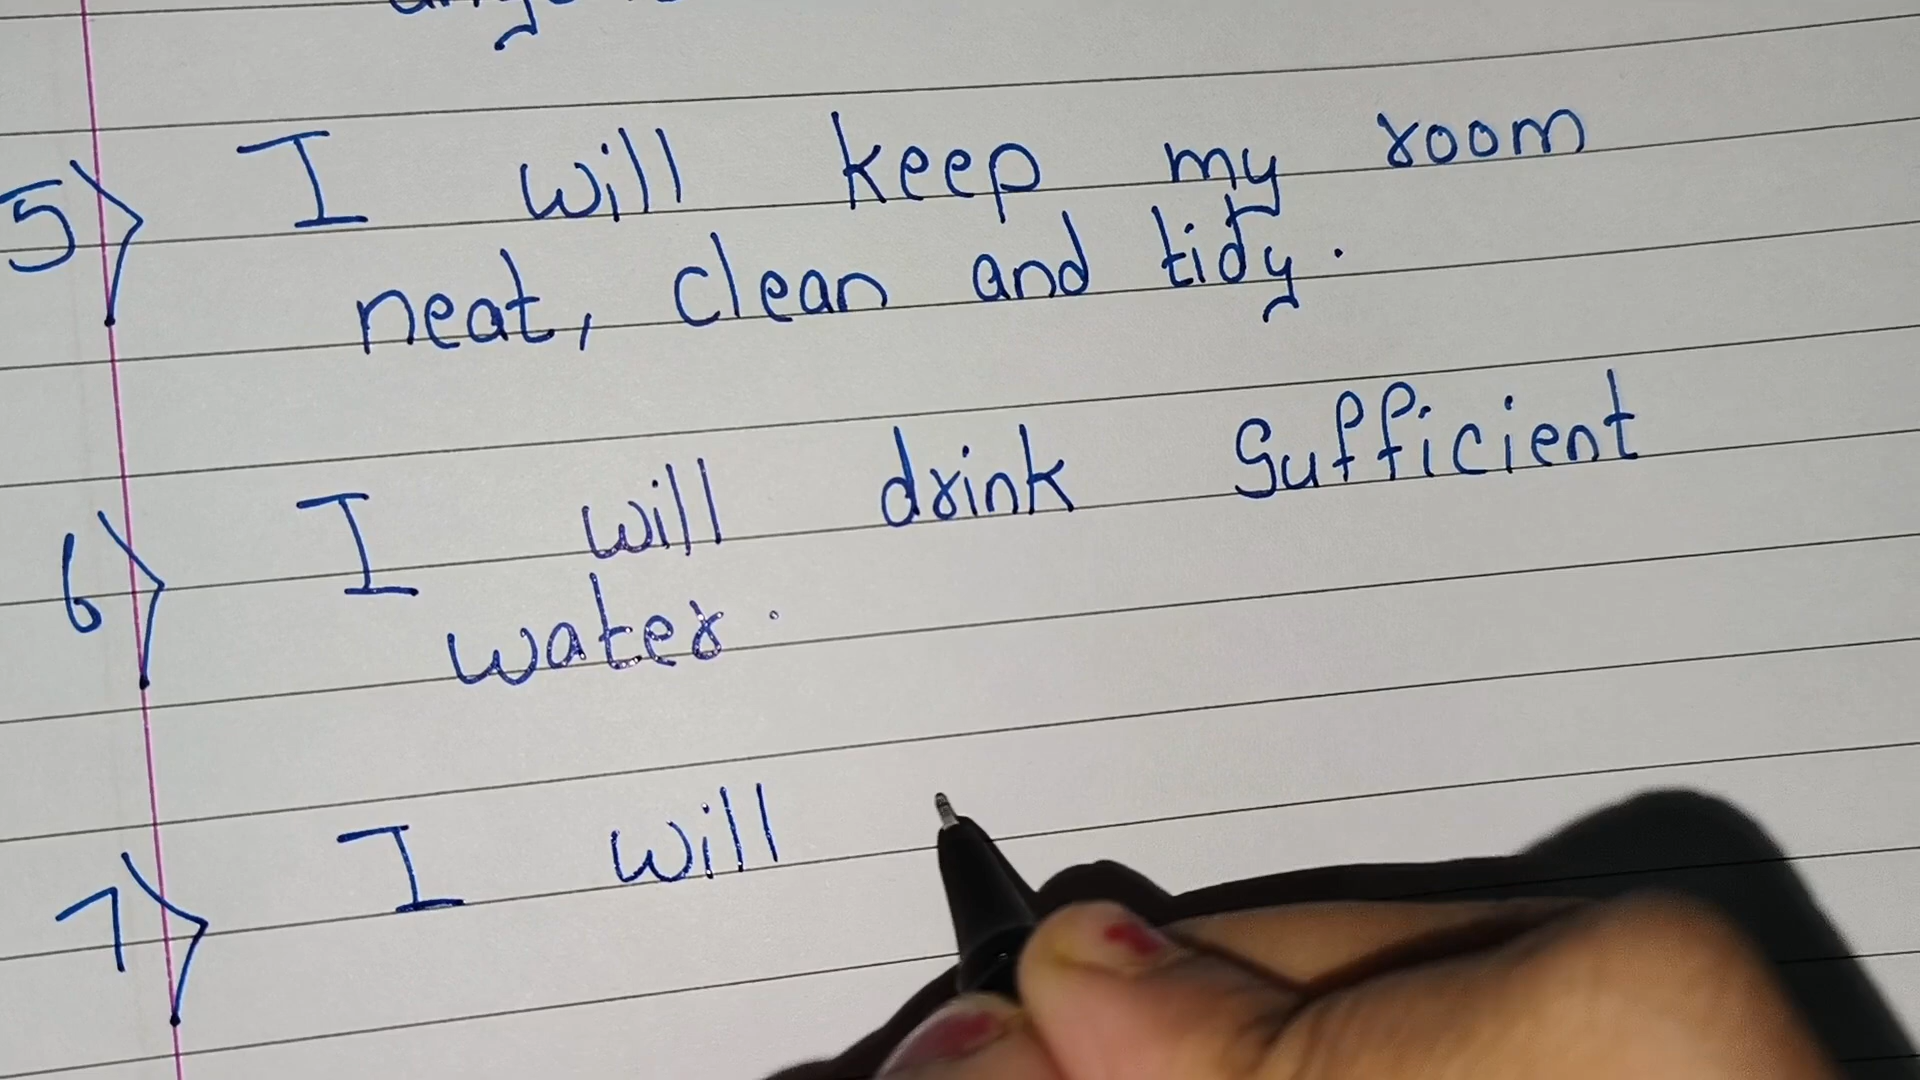 5) I will keep my room
neat, clean and tidy.
6) I will drink Sufficient
water.
7) I will